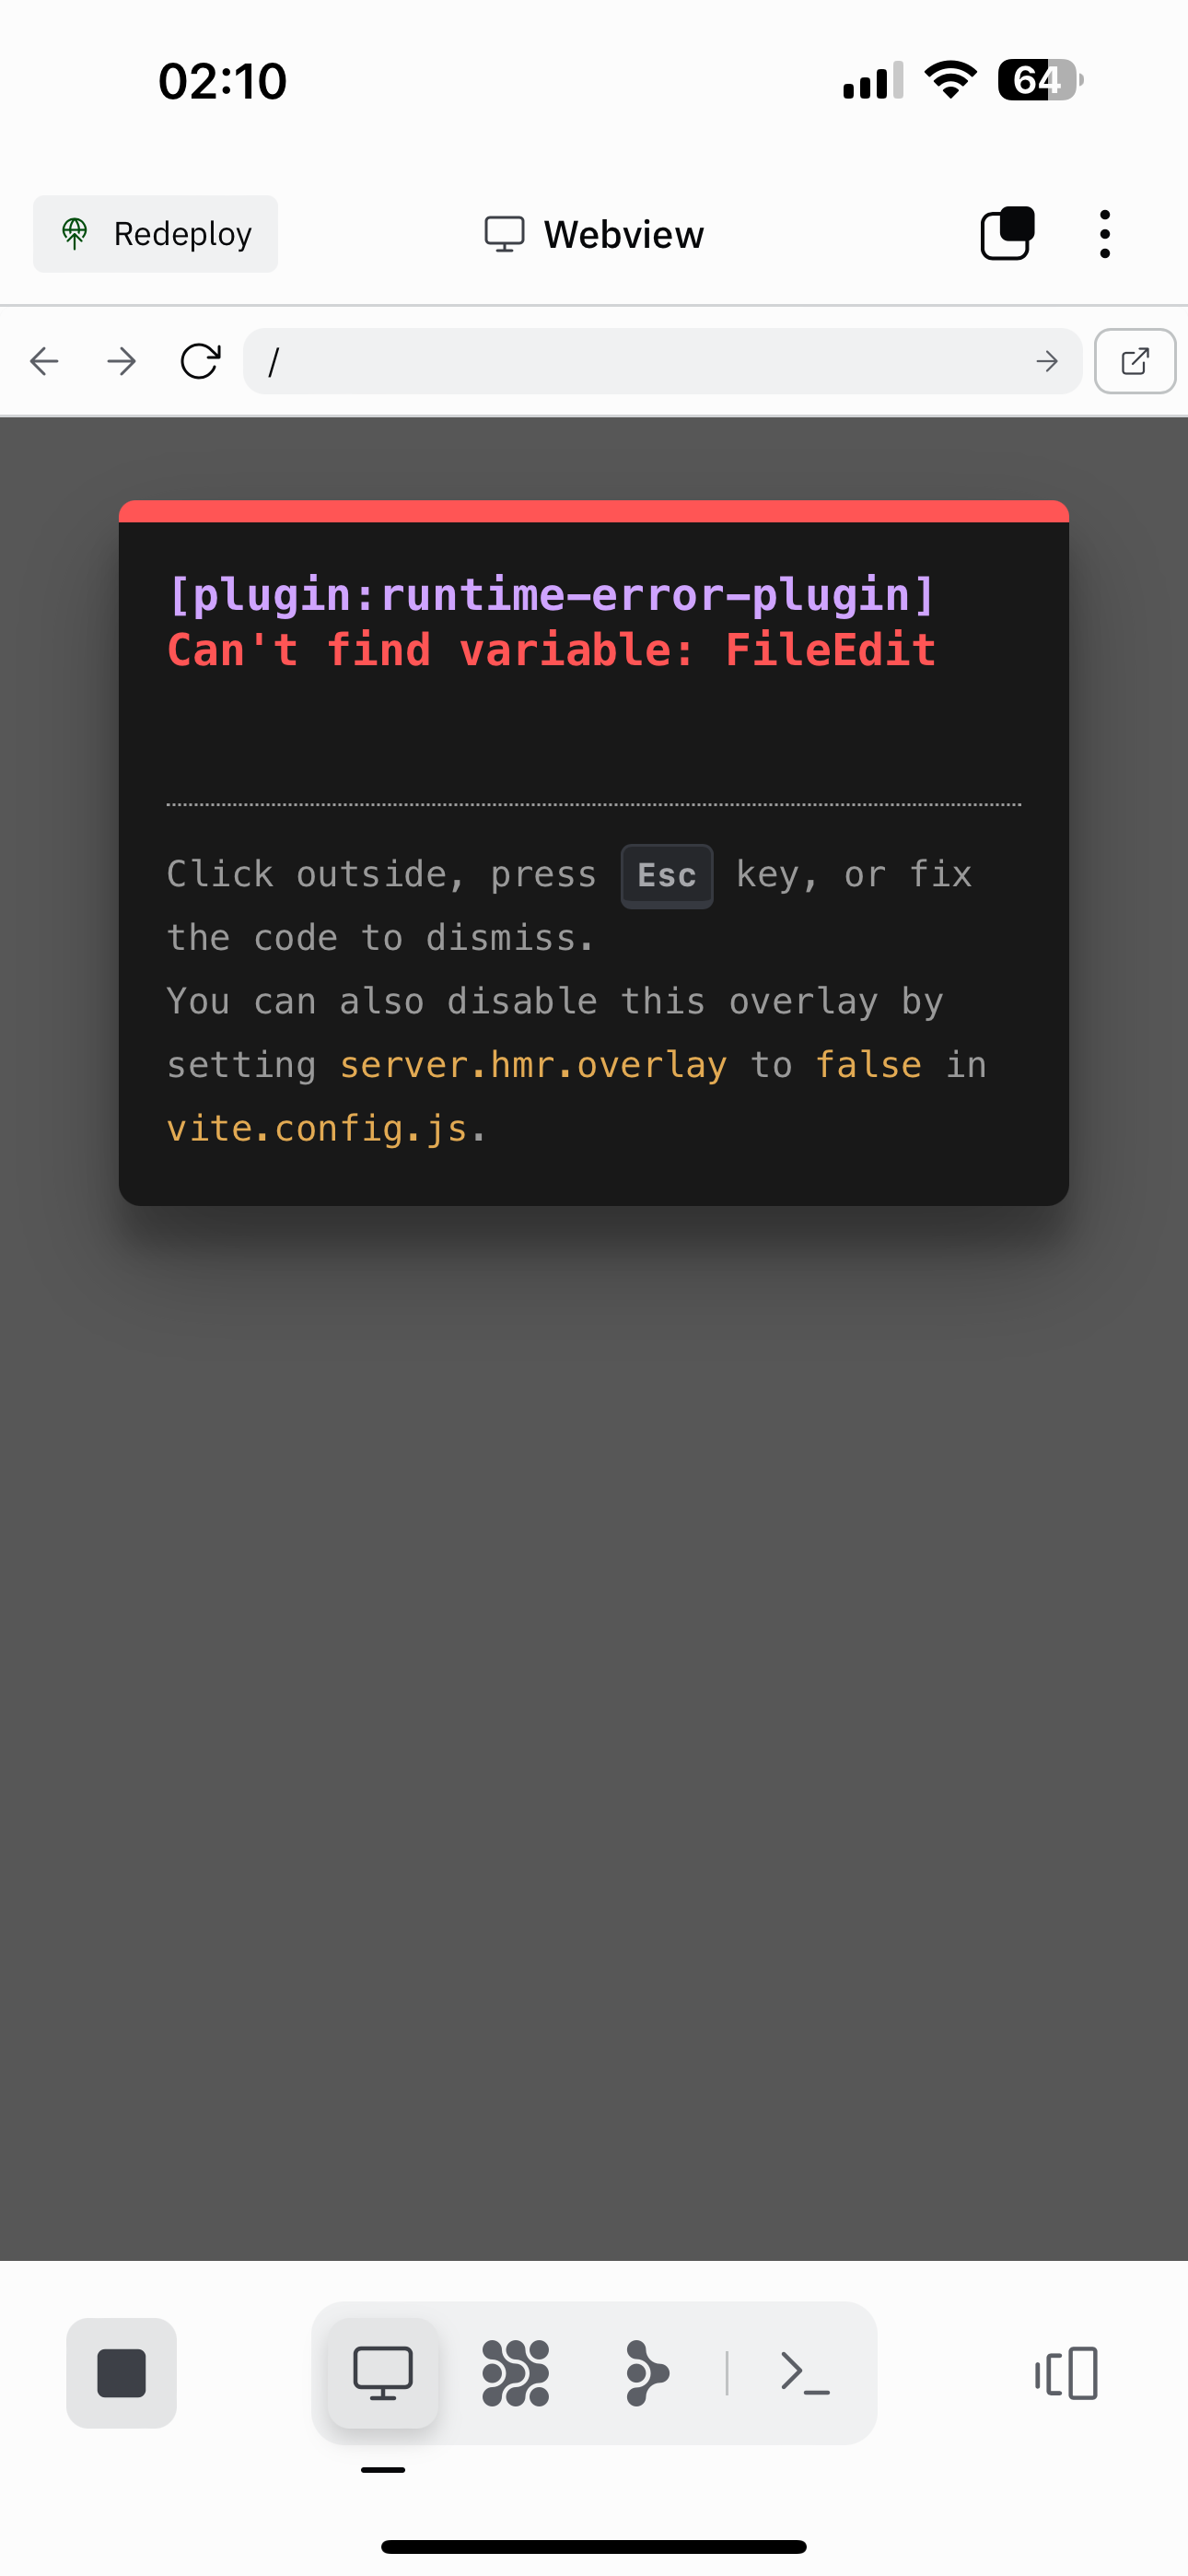 02:10
64
Redeploy
Webview
/
[plugin:runtime-error-plugin]
Can't find variable: FileEdit
Click outside, press Esc key, or fix
the code to dismiss.
You can also disable this overlay by
setting server.hmr.overlay to false in
vite.config.js.